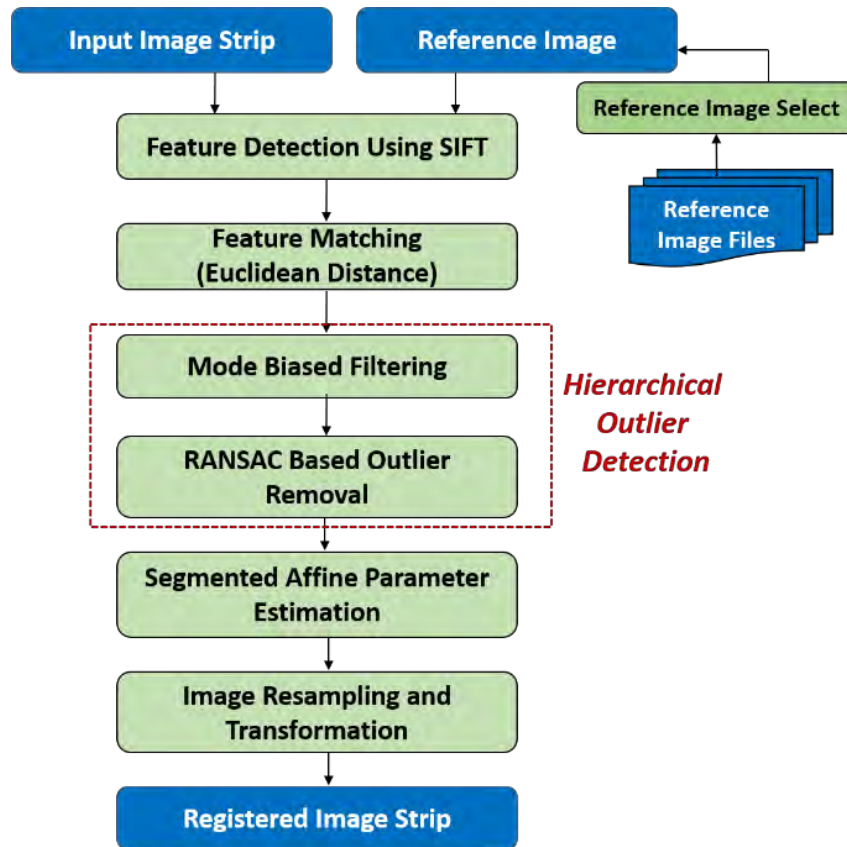 Input Image Strip
Reference Image
Reference Image Select
Reference
Image Files
Feature Detection Using SIFT
Feature Matching
(Euclidean Distance)
Mode Biased Filtering
RANSAC Based Outlier
Removal
Hierarchical
Outlier
Detection
Segmented Affine Parameter
Estimation
Image Resampling and
Transformation
Registered Image Strip